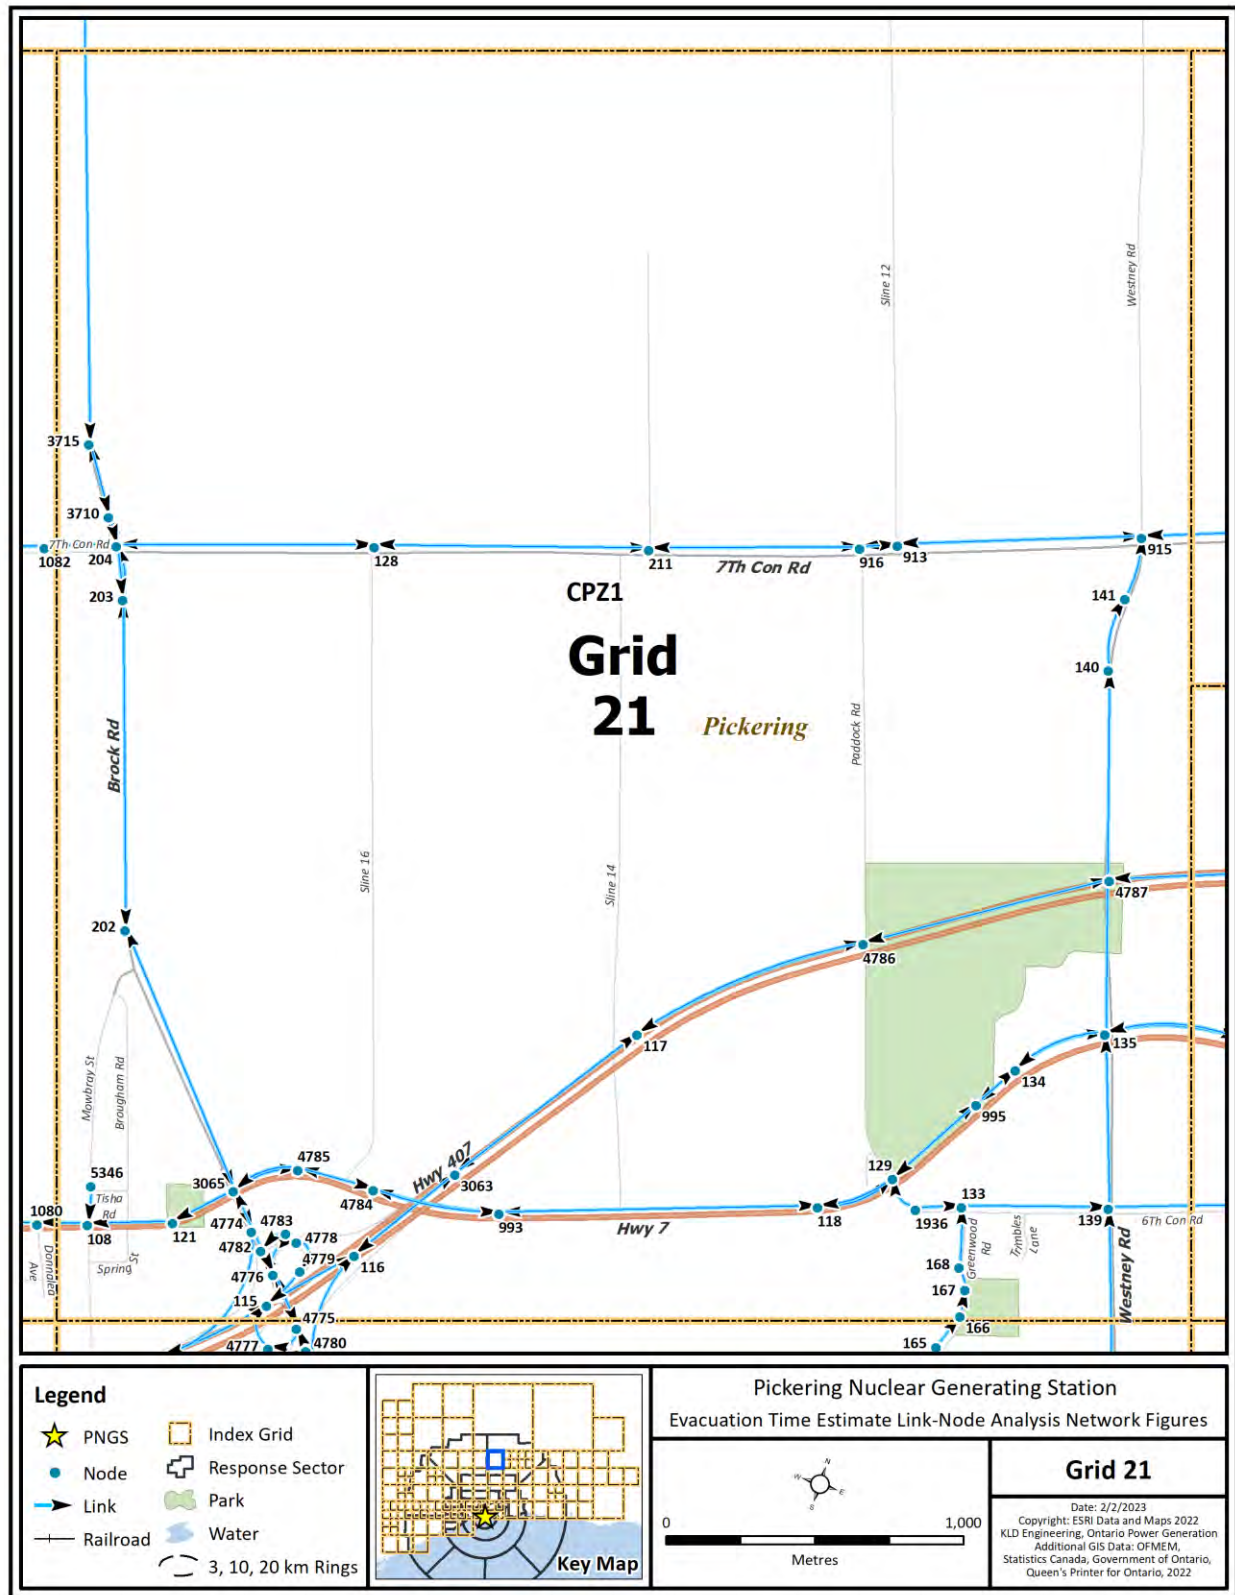 Sline 12
Westney Rd
3715
3710
7Th Con Rd
1082
204
128
211
916
913
915
7Th Con Rd
203
CPZ1
141
Grid
21
140
Pickering
Brock Rd
Paddock Rd
Sline 16
Sline 14
4787
202
4786
117
135
134
995
Mowbray St
Brougham Rd
Hwy 407
129
5346
3065
4785
4784
3063
Tisha
Rd
1080
108
121
4774
4783
4778
993
Hwy 7
118
1936
133
139
6Th Con Rd
4782
4779
116
Donnalea
Ave
Spring St
4776
168
Greenwood
Rd
Trymbles
Lane
Westney Rd
115
167
4775
166
4777
4780
165
Legend
PNGS
Node
Link
Railroad
Index Grid
Response Sector
Park
Water
3, 10, 20 km Rings
Key Map
Pickering Nuclear Generating Station
Evacuation Time Estimate Link-Node Analysis Network Figures
N
W
E
S
0
1,000
Metres
Grid 21
Date: 2/2/2023
Copyright: ESRI Data and Maps 2022
KLD Engineering, Ontario Power Generation
Additional GIS Data: OFMEM,
Statistics Canada, Government of Ontario,
Queen's Printer for Ontario, 2022